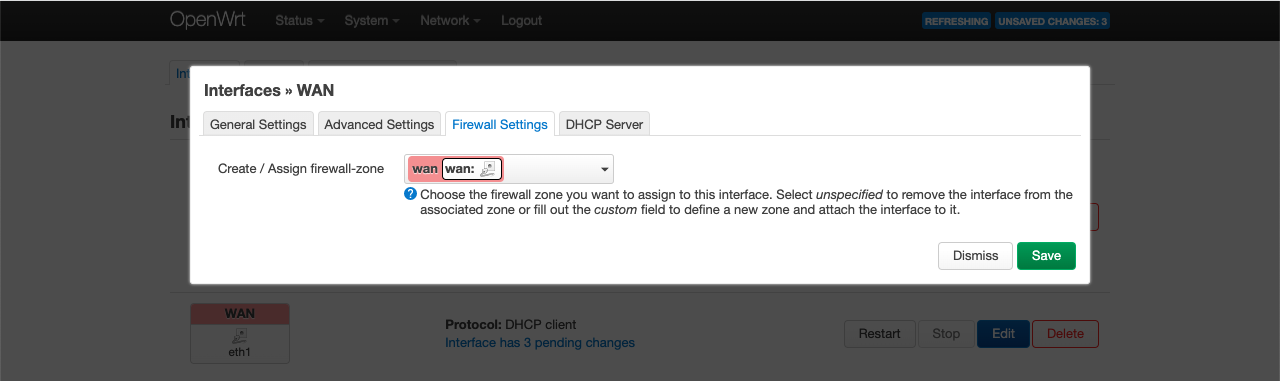 OpenWrt Status System Network Logout REFRESHING UNSAVED CHANGES: 3
Interfaces » WAN
General Settings Advanced Settings Firewall Settings DHCP Server
Create / Assign firewall-zone wan wan:
Choose the firewall zone you want to assign to this interface. Select unspecified to remove the interface from the
associated zone or fill out the custom field to define a new zone and attach the interface to it.
Dismiss Save
WAN
eth1
Protocol: DHCP client
Interface has 3 pending changes
Restart Stop Edit Delete